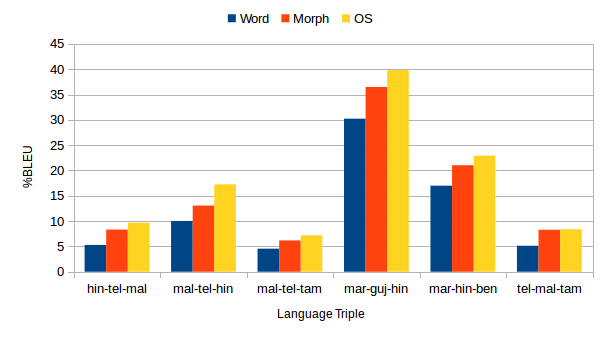 Word Morph OS
%BLEU
45
40
35
30
25
20
15
10
5
0
hin-tel-mal mal-tel-hin mal-tel-tam mar-guj-hin mar-hin-ben tel-mal-tam
Language Triple